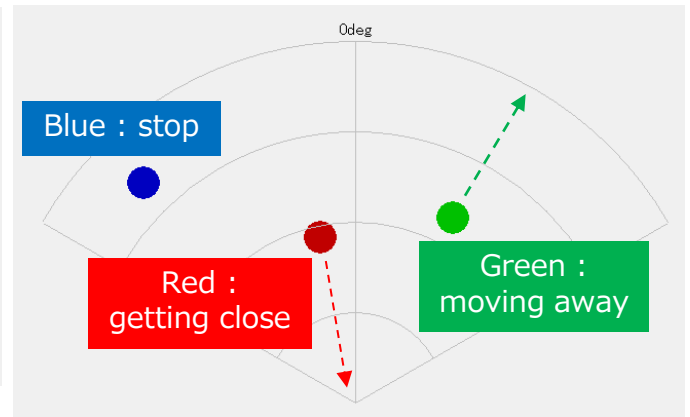 0deg
Blue : stop
Red :
getting close
Green :
moving away